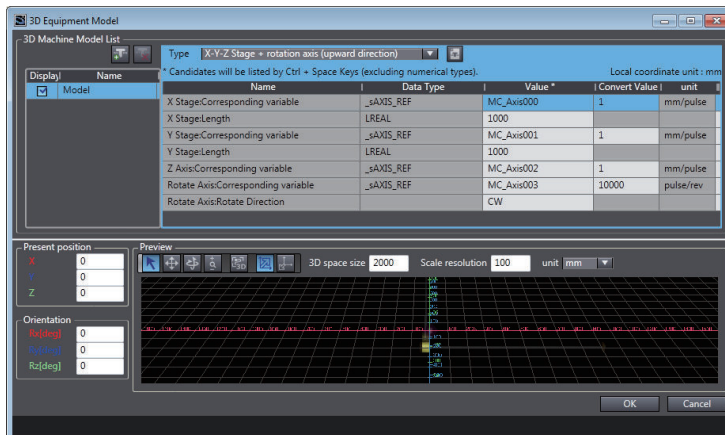 3D Equipment Model
3D Machine Model List
Type X-Y-Z Stage + rotation axis (upward direction)
* Candidates will be listed by Ctrl + Space Keys (excluding numerical types). Local coordinate unit : mm
Display Name
Model
Name Data Type Value * Convert Value unit
X Stage:Corresponding variable _sAXIS_REF MC_Axis000 1 mm/pulse
X Stage:Length LREAL 1000
Y Stage:Corresponding variable _sAXIS_REF MC_Axis001 1 mm/pulse
Y Stage:Length LREAL 1000
Z Axis:Corresponding variable _sAXIS_REF MC_Axis002 1 mm/pulse
Rotate Axis:Corresponding variable _sAXIS_REF MC_Axis003 10000 pulse/rev
Rotate Axis:Rotate Direction CW
Present position
X 0
Y 0
Z 0
Orientation
Rx[deg] 0
Ry[deg] 0
Rz[deg] 0
Preview
3D space size 2000 Scale resolution 100 unit mm
OK Cancel